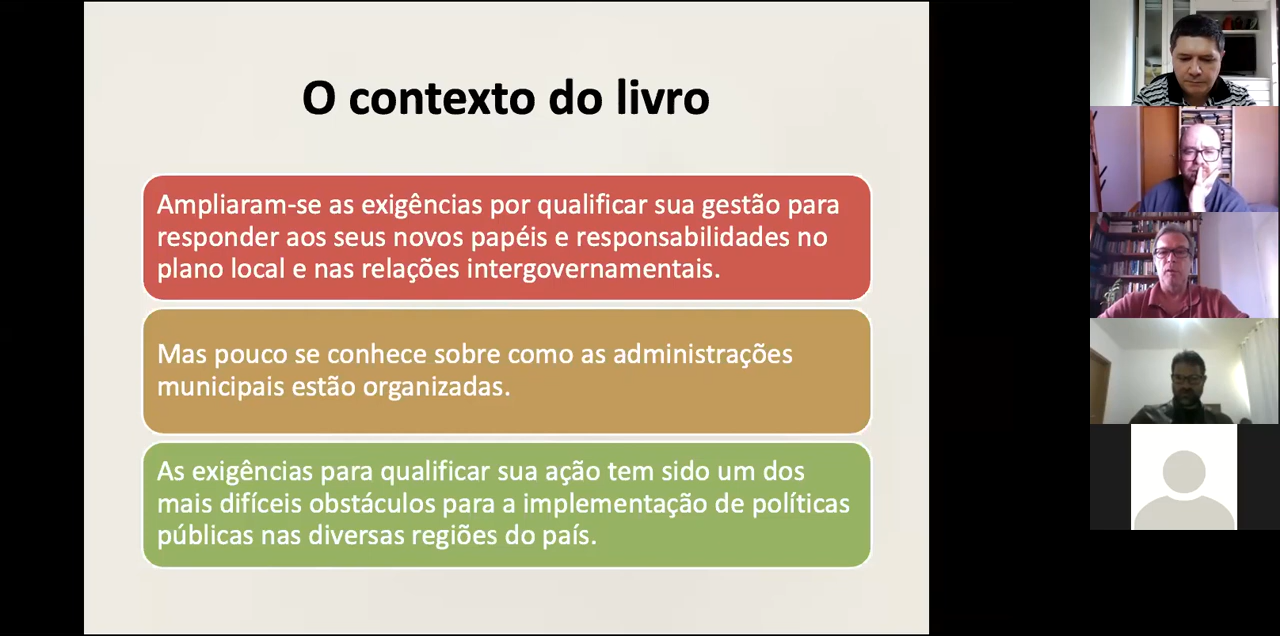 O contexto do livro
Ampliaram-se as exigências por qualificar sua gestão para
responder aos seus novos papéis e responsabilidades no
plano local e nas relações intergovernamentais.
Mas pouco se conhece sobre como as administrações
municipais estão organizadas.
As exigências para qualificar sua ação tem sido um dos
mais difíceis obstáculos para a implementação de políticas
públicas nas diversas regiões do país.